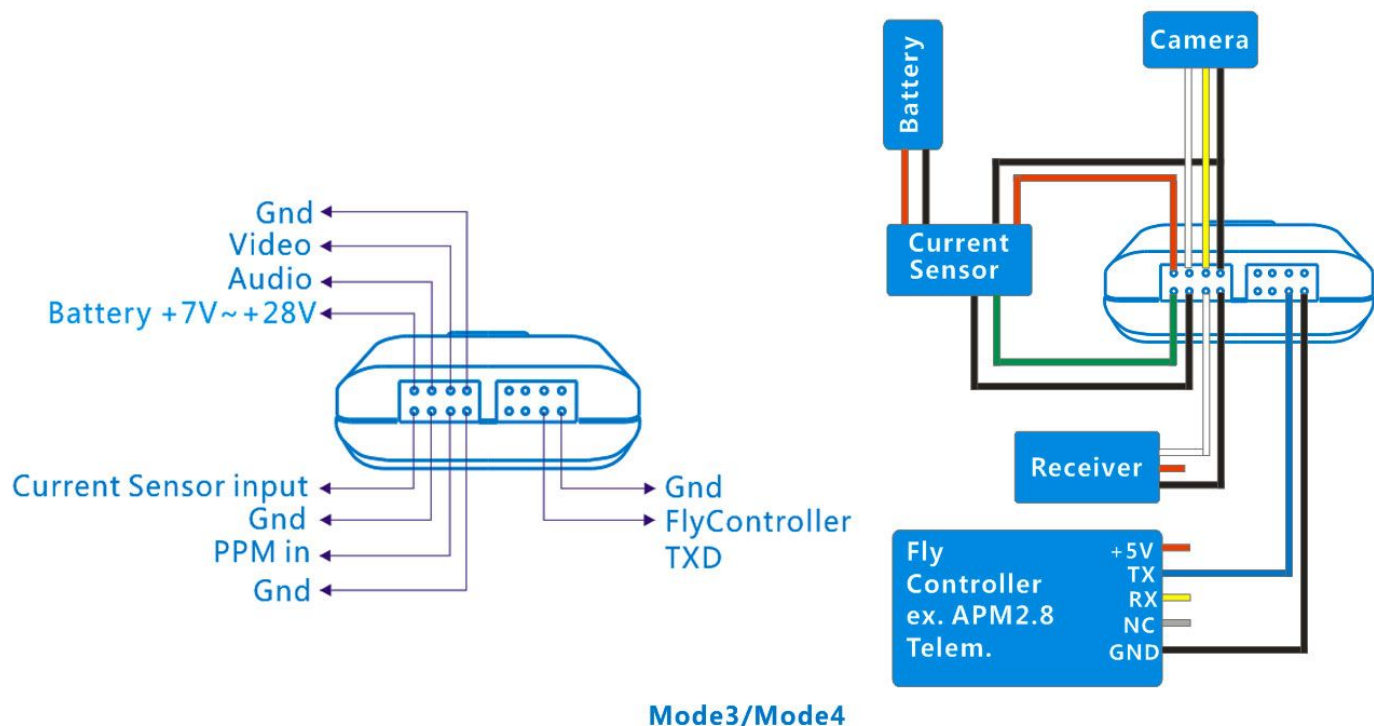 Gnd
Video
Audio
Battery +7V~+28V
Current Sensor input
Gnd
PPM in
Gnd
Gnd
FlyController
TXD
Battery
Camera
Current
Sensor
Receiver
Fly
Controller
ex. APM2.8
Telem.
+5V
TX
RX
NC
GND
Mode3/Mode4